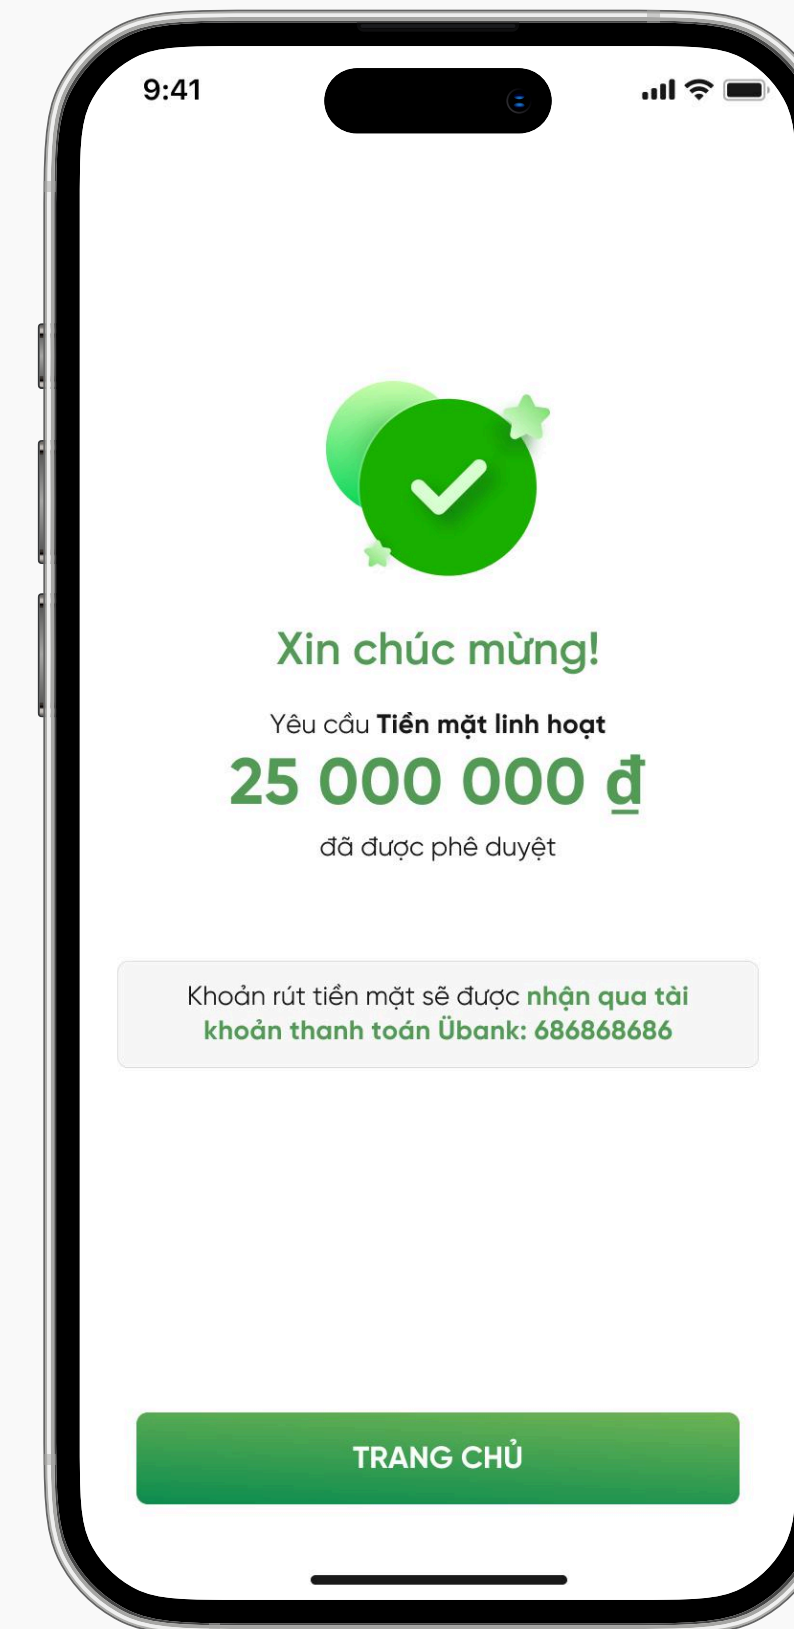 9:41
Xin chúc mừng!
Yêu cầu Tiền mặt linh hoạt
25 000 000 ₫
đã được phê duyệt
Khoản rút tiền mặt sẽ được nhận qua tài
khoản thanh toán Übank: 686868686
TRANG CHỦ